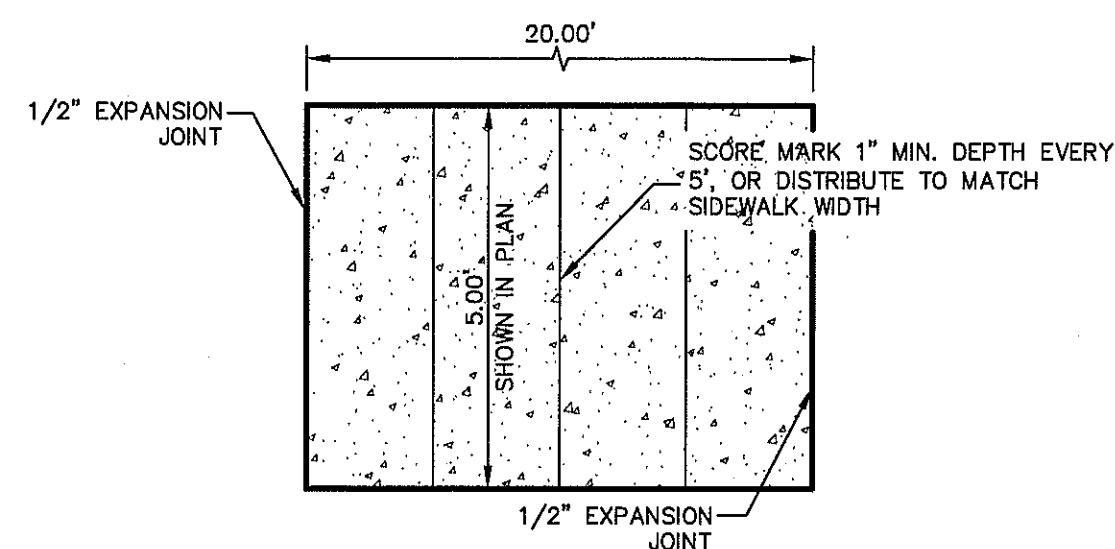 20.00'
1/2" EXPANSION
JOINT
SCORE MARK 1" MIN. DEPTH EVERY
5', OR DISTRIBUTE TO MATCH
SIDEWALK WIDTH
5.00'
SHOWN IN PLAN
1/2" EXPANSION
JOINT